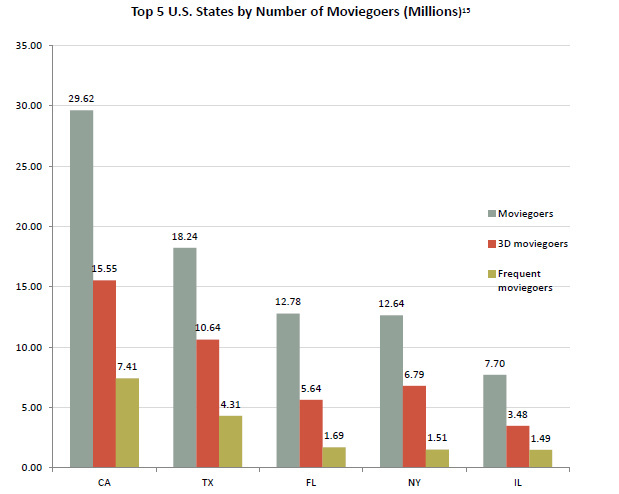 Top 5 U.S. States by Number of Moviegoers (Millions)15
35.00
30.00
25.00
20.00
15.00
10.00
5.00
0.00
29.62
15.55
7.41
18.24
10.64
4.31
12.78
5.64
1.69
12.64
6.79
1.51
7.70
3.48
1.49
Moviegoers
3D moviegoers
Frequent
moviegoers
CA
TX
FL
NY
IL